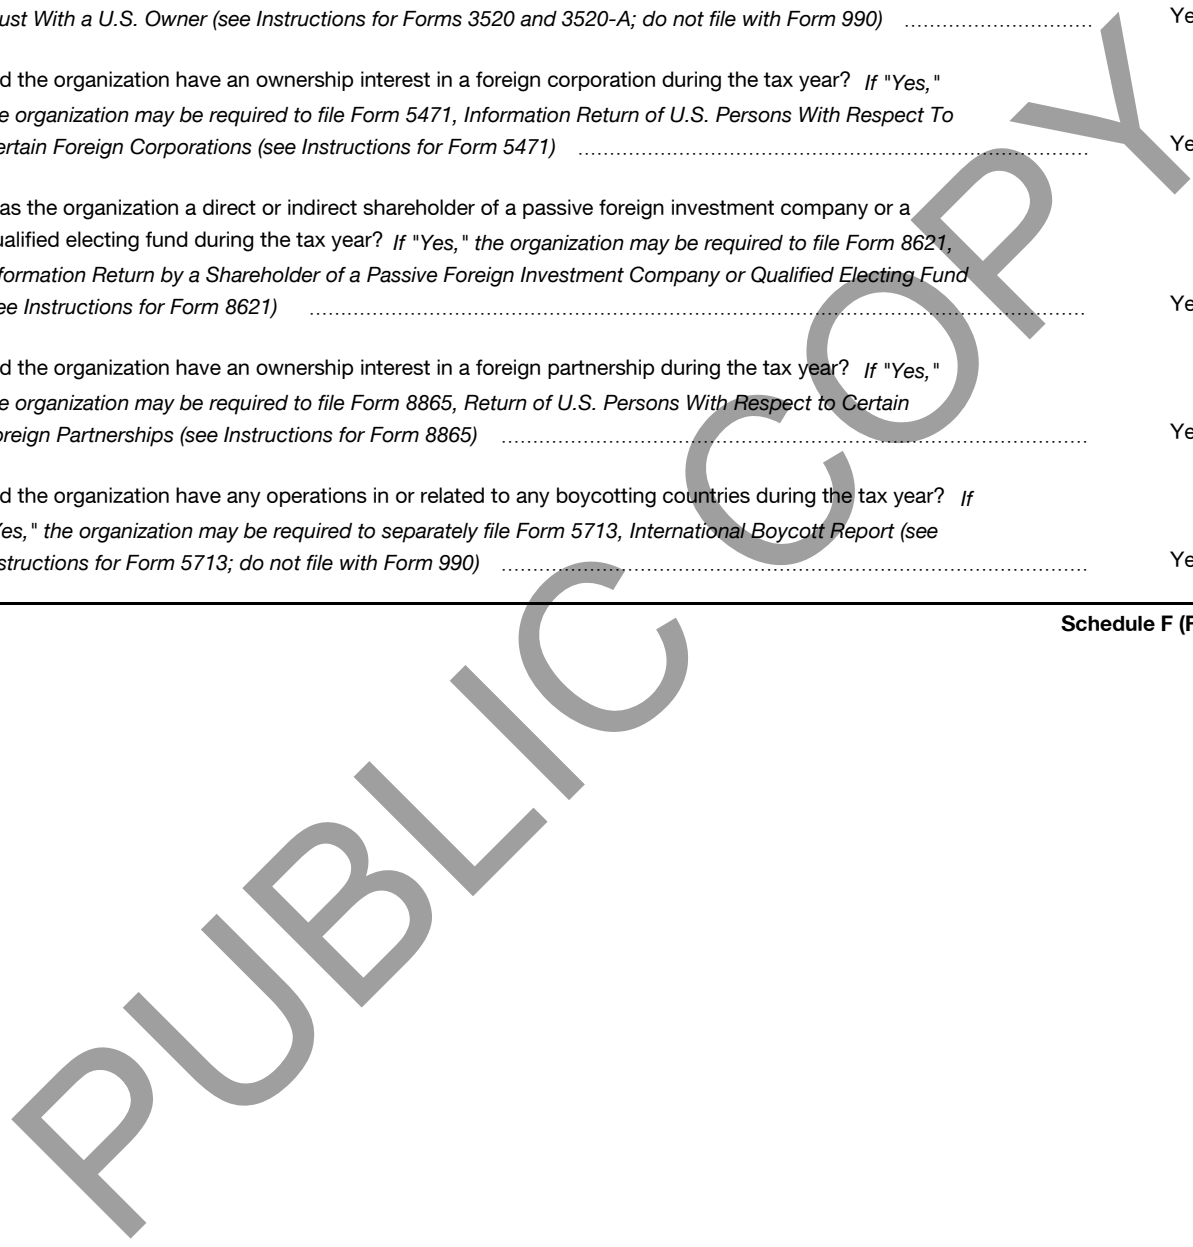 ust With a U.S. Owner (see Instructions for Forms 3520 and 3520-A; do not file with Form 990) Ye
d the organization have an ownership interest in a foreign corporation during the tax year? If "Yes,"
e organization may be required to file Form 5471, Information Return of U.S. Persons With Respect To
ertain Foreign Corporations (see Instructions for Form 5471) Ye
as the organization a direct or indirect shareholder of a passive foreign investment company or a
ualified electing fund during the tax year? If "Yes," the organization may be required to file Form 8621,
formation Return by a Shareholder of a Passive Foreign Investment Company or Qualified Electing Fund
ee Instructions for Form 8621) Ye
d the organization have an ownership interest in a foreign partnership during the tax year? If "Yes,"
e organization may be required to file Form 8865, Return of U.S. Persons With Respect to Certain
oreign Partnerships (see Instructions for Form 8865) Ye
d the organization have any operations in or related to any boycotting countries during the tax year? If
es," the organization may be required to separately file Form 5713, International Boycott Report (see
structions for Form 5713; do not file with Form 990) Ye
Schedule F (F
PUBLIC COPY